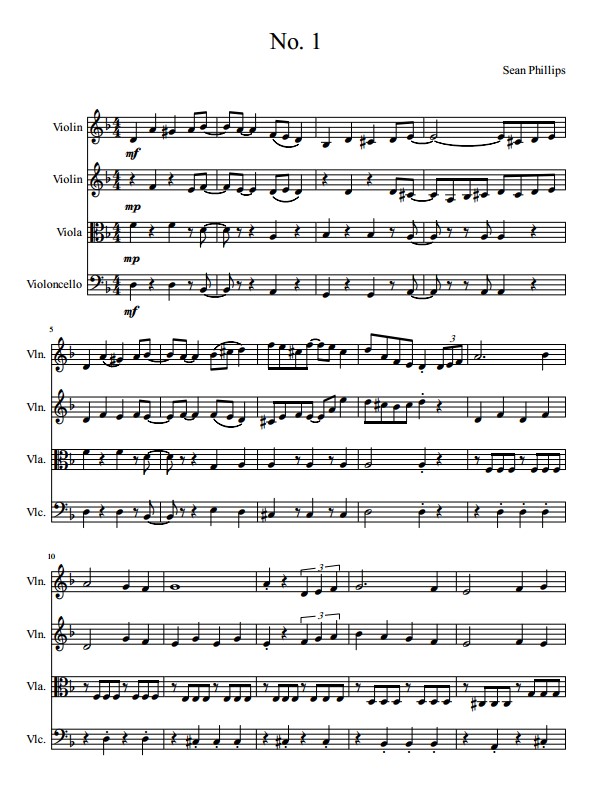 No. 1
Sean Phillips
Violin
mf
Violin
mp
Viola
mp
Violoncello
mf
5
Vln.
3
Vln.
Vla.
Vlc.
10
Vln.
3
Vln.
3
Vla.
Vlc.